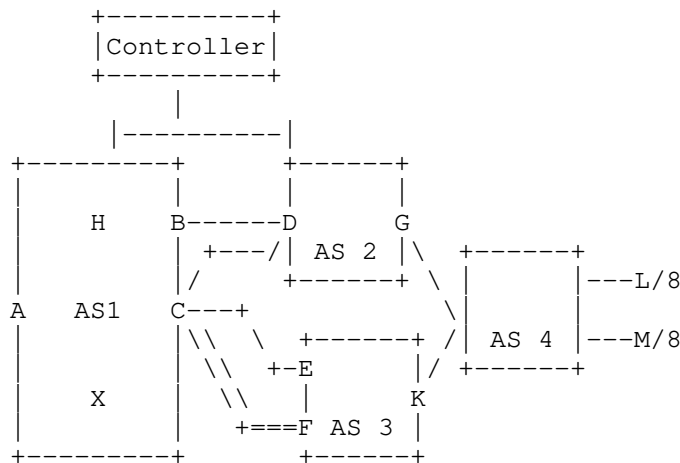 Controller
H B D G
AS 2
L/8
A AS1 C
AS 4 M/8
E
X K
F AS 3